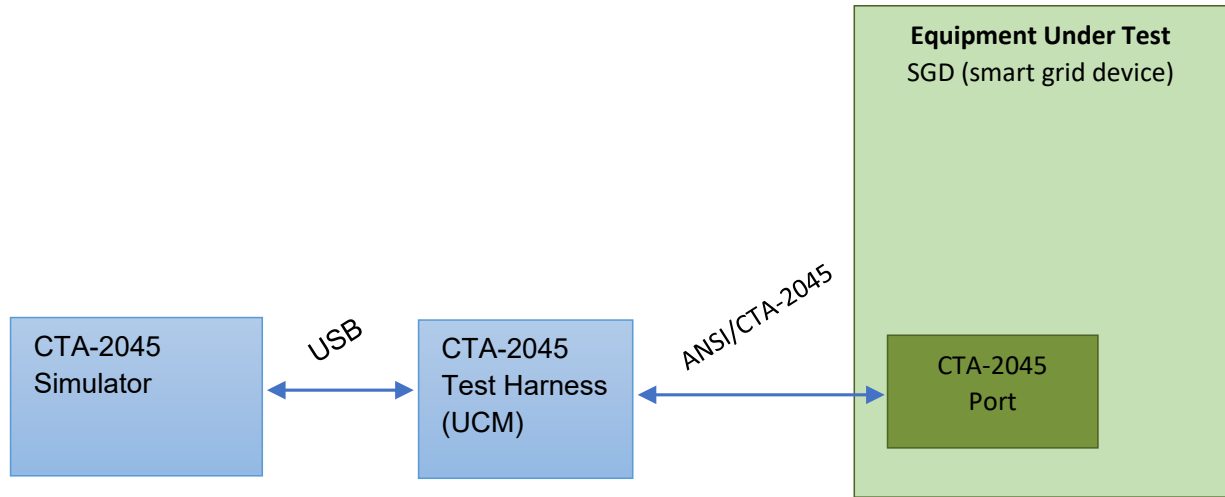 Equipment Under Test
SGD (smart grid device)
CTA-2045
Simulator
USB
CTA-2045
Test Harness
(UCM)
ANSI/CTA-2045
CTA-2045
Port